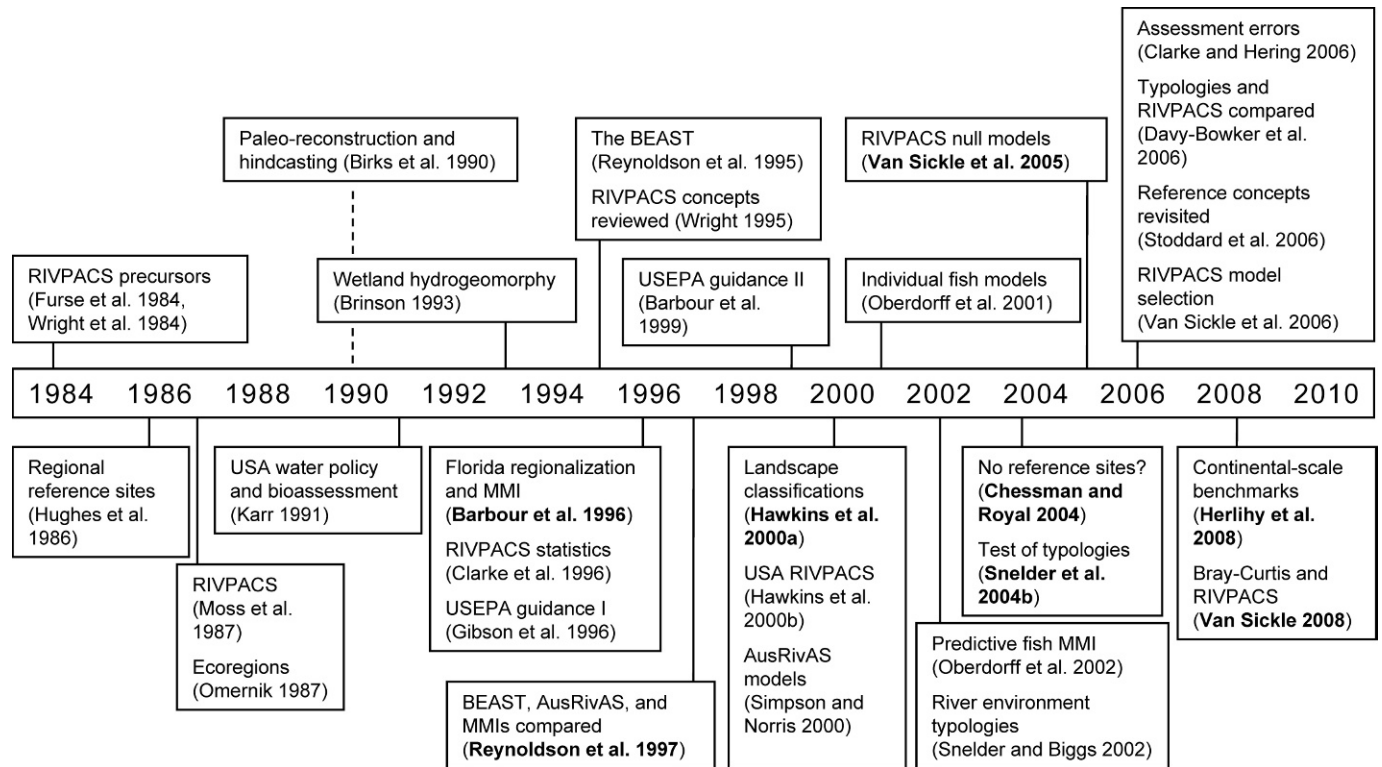 Assessment errors
(Clarke and Hering 2006)
Typologies and
RIVPACS compared
(Davy-Bowker et al.
2006)
Reference concepts
revisited
(Stoddard et al. 2006)
RIVPACS model
selection
(Van Sickle et al. 2006)
Paleo-reconstruction and
hindcasting (Birks et al. 1990)
The BEAST
(Reynoldson et al. 1995)
RIVPACS concepts
reviewed (Wright 1995)
RIVPACS null models
(Van Sickle et al. 2005)
RIVPACS precursors
(Furse et al. 1984,
Wright et al. 1984)
Wetland hydrogeomorphy
(Brinson 1993)
USEPA guidance II
(Barbour et al.
1999)
Individual fish models
(Oberdorff et al. 2001)
1984 1986 1988 1990 1992 1994 1996 1998 2000 2002 2004 2006 2008 2010
Regional
reference sites
(Hughes et al.
1986)
RIVPACS
(Moss et al.
1987)
Ecoregions
(Omernik 1987)
USA water policy
and bioassessment
(Karr 1991)
Florida regionalization
and MMI
(Barbour et al. 1996)
RIVPACS statistics
(Clarke et al. 1996)
USEPA guidance I
(Gibson et al. 1996)
BEAST, AusRivAS, and
MMIs compared
(Reynoldson et al. 1997)
Landscape
classifications
(Hawkins et al.
2000a)
USA RIVPACS
(Hawkins et al.
2000b)
AusRivAS
models
(Simpson and
Norris 2000)
No reference sites?
(Chessman and
Royal 2004)
Test of typologies
(Snelder et al.
2004b)
Predictive fish MMI
(Oberdorff et al. 2002)
River environment
typologies
(Snelder and Biggs 2002)
Continental-scale
benchmarks
(Herlihy et al.
2008)
Bray-Curtis and
RIVPACS
(Van Sickle 2008)